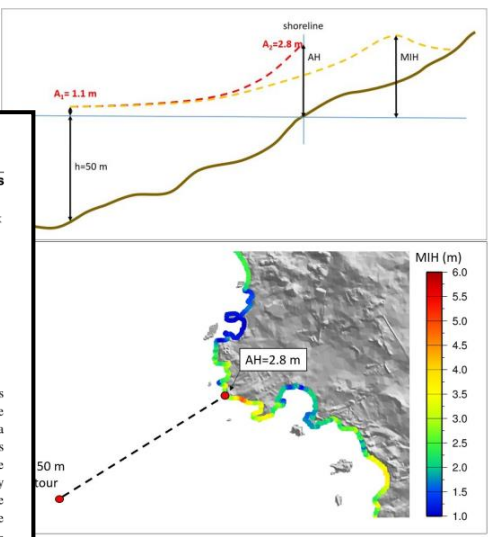 shoreline
A₂=2.8 m
AH
MIH
A₁= 1.1 m
h=50 m
MIH (m)
6.0
5.5
5.0
4.5
4.0
3.5
3.0
2.5
2.0
1.5
1.0
AH=2.8 m
50 m
tour